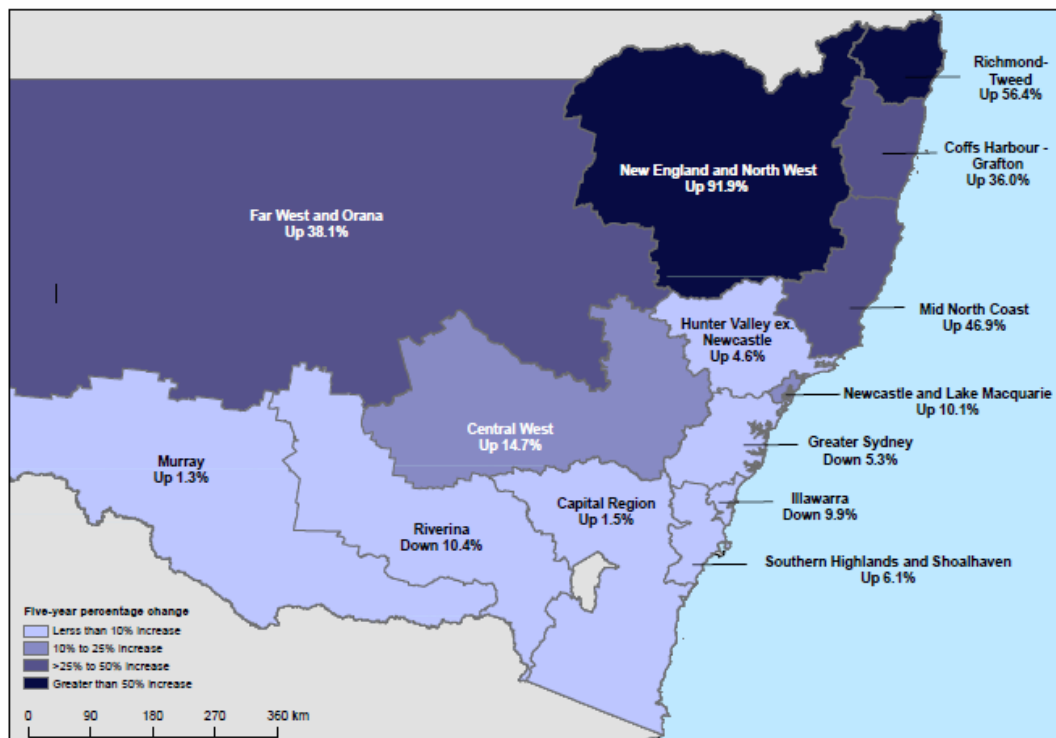 Richmond-
Tweed
Up 56.4%
New England and North West
Up 91.9%
Coffs Harbour -
Grafton
Up 36.0%
Far West and Orana
Up 38.1%
Mid North Coast
Up 46.9%
Hunter Valley ex.
Newcastle
Up 4.6%
Newcastle and Lake Macquarie
Up 10.1%
Central West
Up 14.7%
Greater Sydney
Down 5.3%
Murray
Up 1.3%
Capital Region
Up 1.5%
Illawarra
Down 9.9%
Riverina
Down 10.4%
Southern Highlands and Shoalhaven
Up 6.1%
Five-year percentage change
Lerss than 10% increase
10% to 25% increase
>25% to 50% increase
Greater than 50% increase
0 90 180 270 360 km